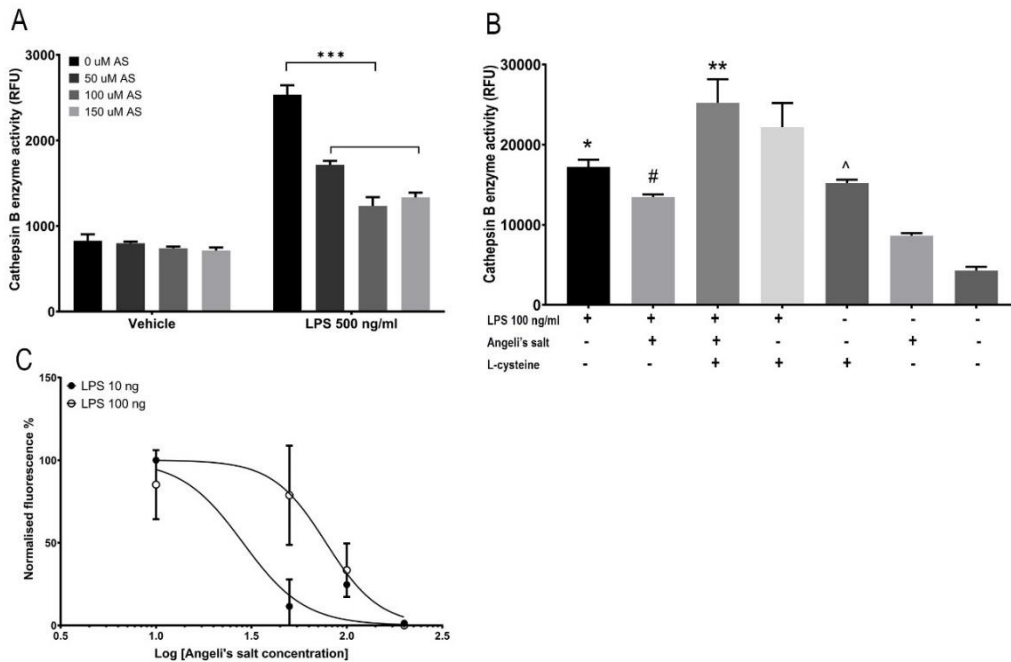 A
Cathepsin B enzyme activity (RFU)
3000
2000
1000
0
0 uM AS
50 uM AS
100 uM AS
150 uM AS
***
Vehicle
LPS 500 ng/ml
B
Cathepsin B enzyme activity (RFU)
30000
20000
10000
0
*
#
**
^
LPS 100 ng/ml + + + + - - -
Angeli's salt - + + - - + -
L-cysteine - - + + + - -
C
Normalised fluorescence %
150
100
50
0
LPS 10 ng
LPS 100 ng
0.5 1.0 1.5 2.0 2.5
Log [Angeli's salt concentration]